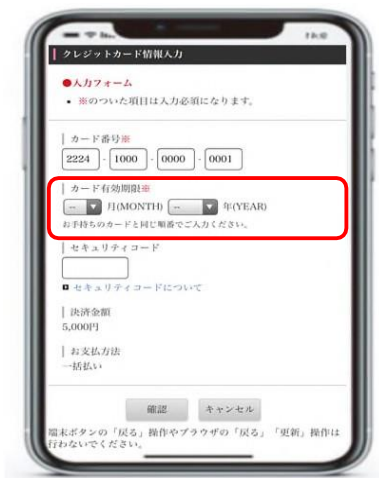 クレジットカード情報入力
●入力フォーム
• ※のついた項目は入力必須になります。
カード番号※
2224 - 1000 - 0000 - 0001
カード有効期限※
-- 月(MONTH) -- 年(YEAR)
お手持ちのカードと同じ順番でご入力ください。
セキュリティコード
セキュリティコードについて
決済金額
5,000円
お支払方法
一括払い
確認 キャンセル
端末ボタンの「戻る」操作やブラウザの「戻る」「更新」操作は
行わないでください。